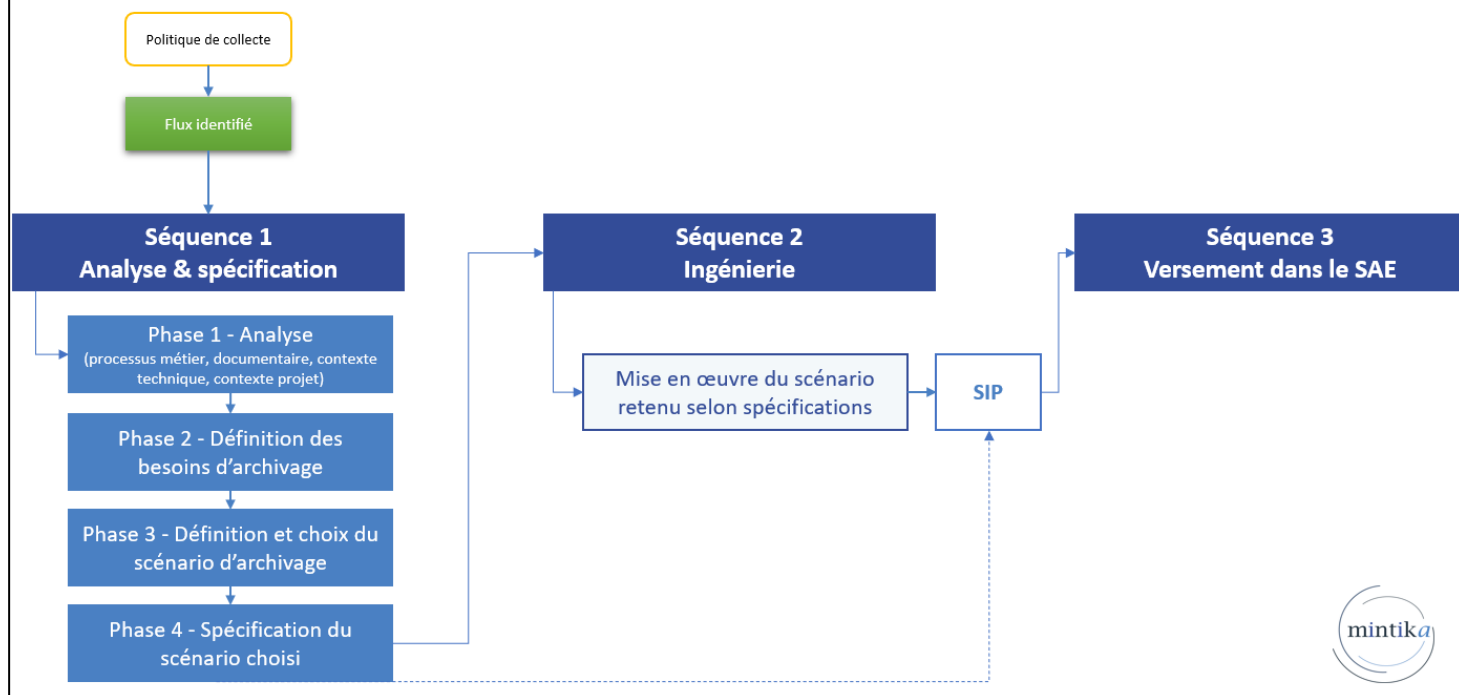 Politique de collecte
Flux identifié
Séquence 1
Analyse & spécification
Phase 1 - Analyse
(processus métier, documentaire, contexte
technique, contexte projet)
Phase 2 - Définition des
besoins d’archivage
Phase 3 - Définition et choix du
scénario d’archivage
Phase 4 - Spécification du
scénario choisi
Séquence 2
Ingénierie
Mise en œuvre du scénario
retenu selon spécifications
SIP
Séquence 3
Versement dans le SAE
mintika